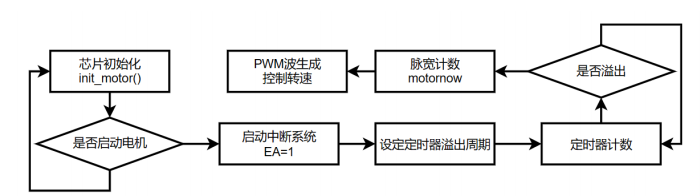 芯片初始化
init_motor()
PWM波生成
控制转速
脉宽计数
motornow
是否溢出
是否启动电机
启动中断系统
EA=1
设定定时器溢出周期
定时器计数